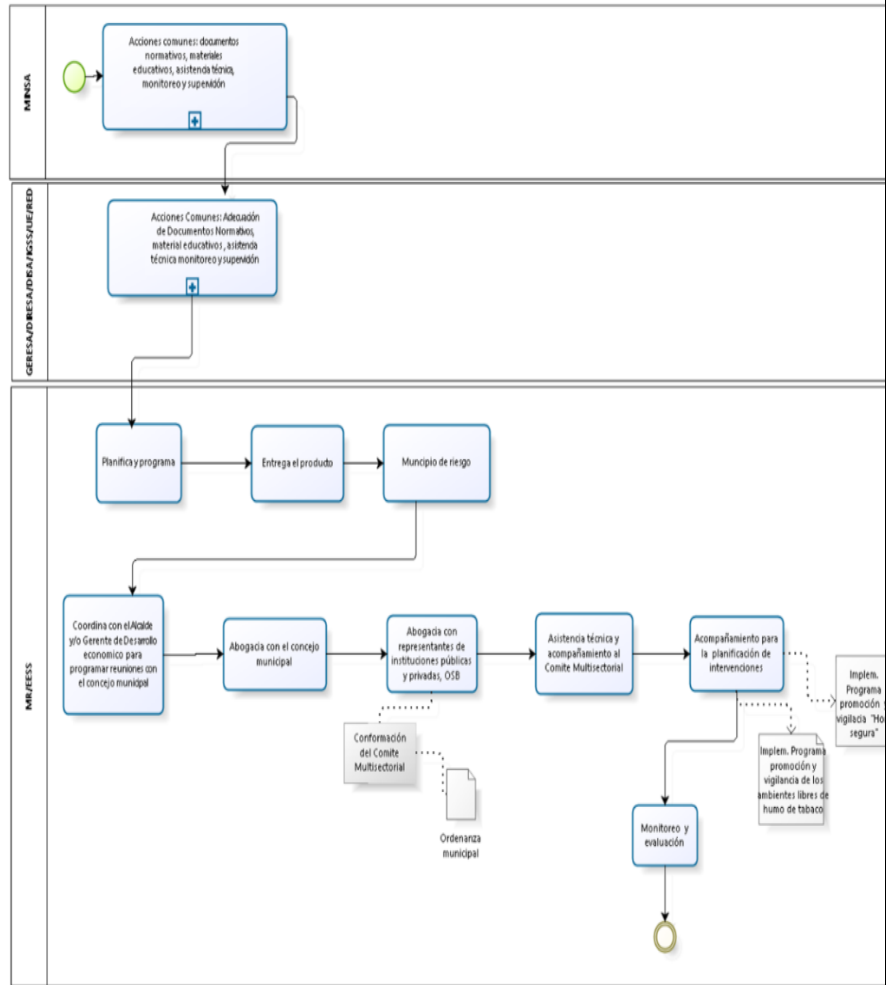 MINSA
Acciones comunes: documentos
normativos, materiales
educativos, asistencia técnica,
monitoreo y supervisión
GERESA/DIRESA/DISA/IGSS/UE/RED
Acciones Comunes: Adecuación
de Documentos Normativos,
material educativos , asistenda
técnica monitoreo y supervisión
MR/EESS
Planifica y programa
Entrega el producto
Muncipio de riesgo
Coordina con el Alcalde
y/o Gerente de Desarrollo
economico para
programar reuniones con
el concejo municipal
Abogacia con el concejo
municipal
Abogacia con
representantes de
instituciones públicas
y privadas, OSB
Asistencia técnica y
acompañamiento al
Comite Multisectorial
Acompañamiento para
la planificación de
intervenciones
Implem.
Programa
promoción y
vigilacia "Ho
segura"
Conformación
del Comite
Multisectorial
Ordenanza
municipal
Implem. Programa
promoción y
vigilancia de los
ambientes libres de
humo de tabaco
Monitoreo y
evaluación